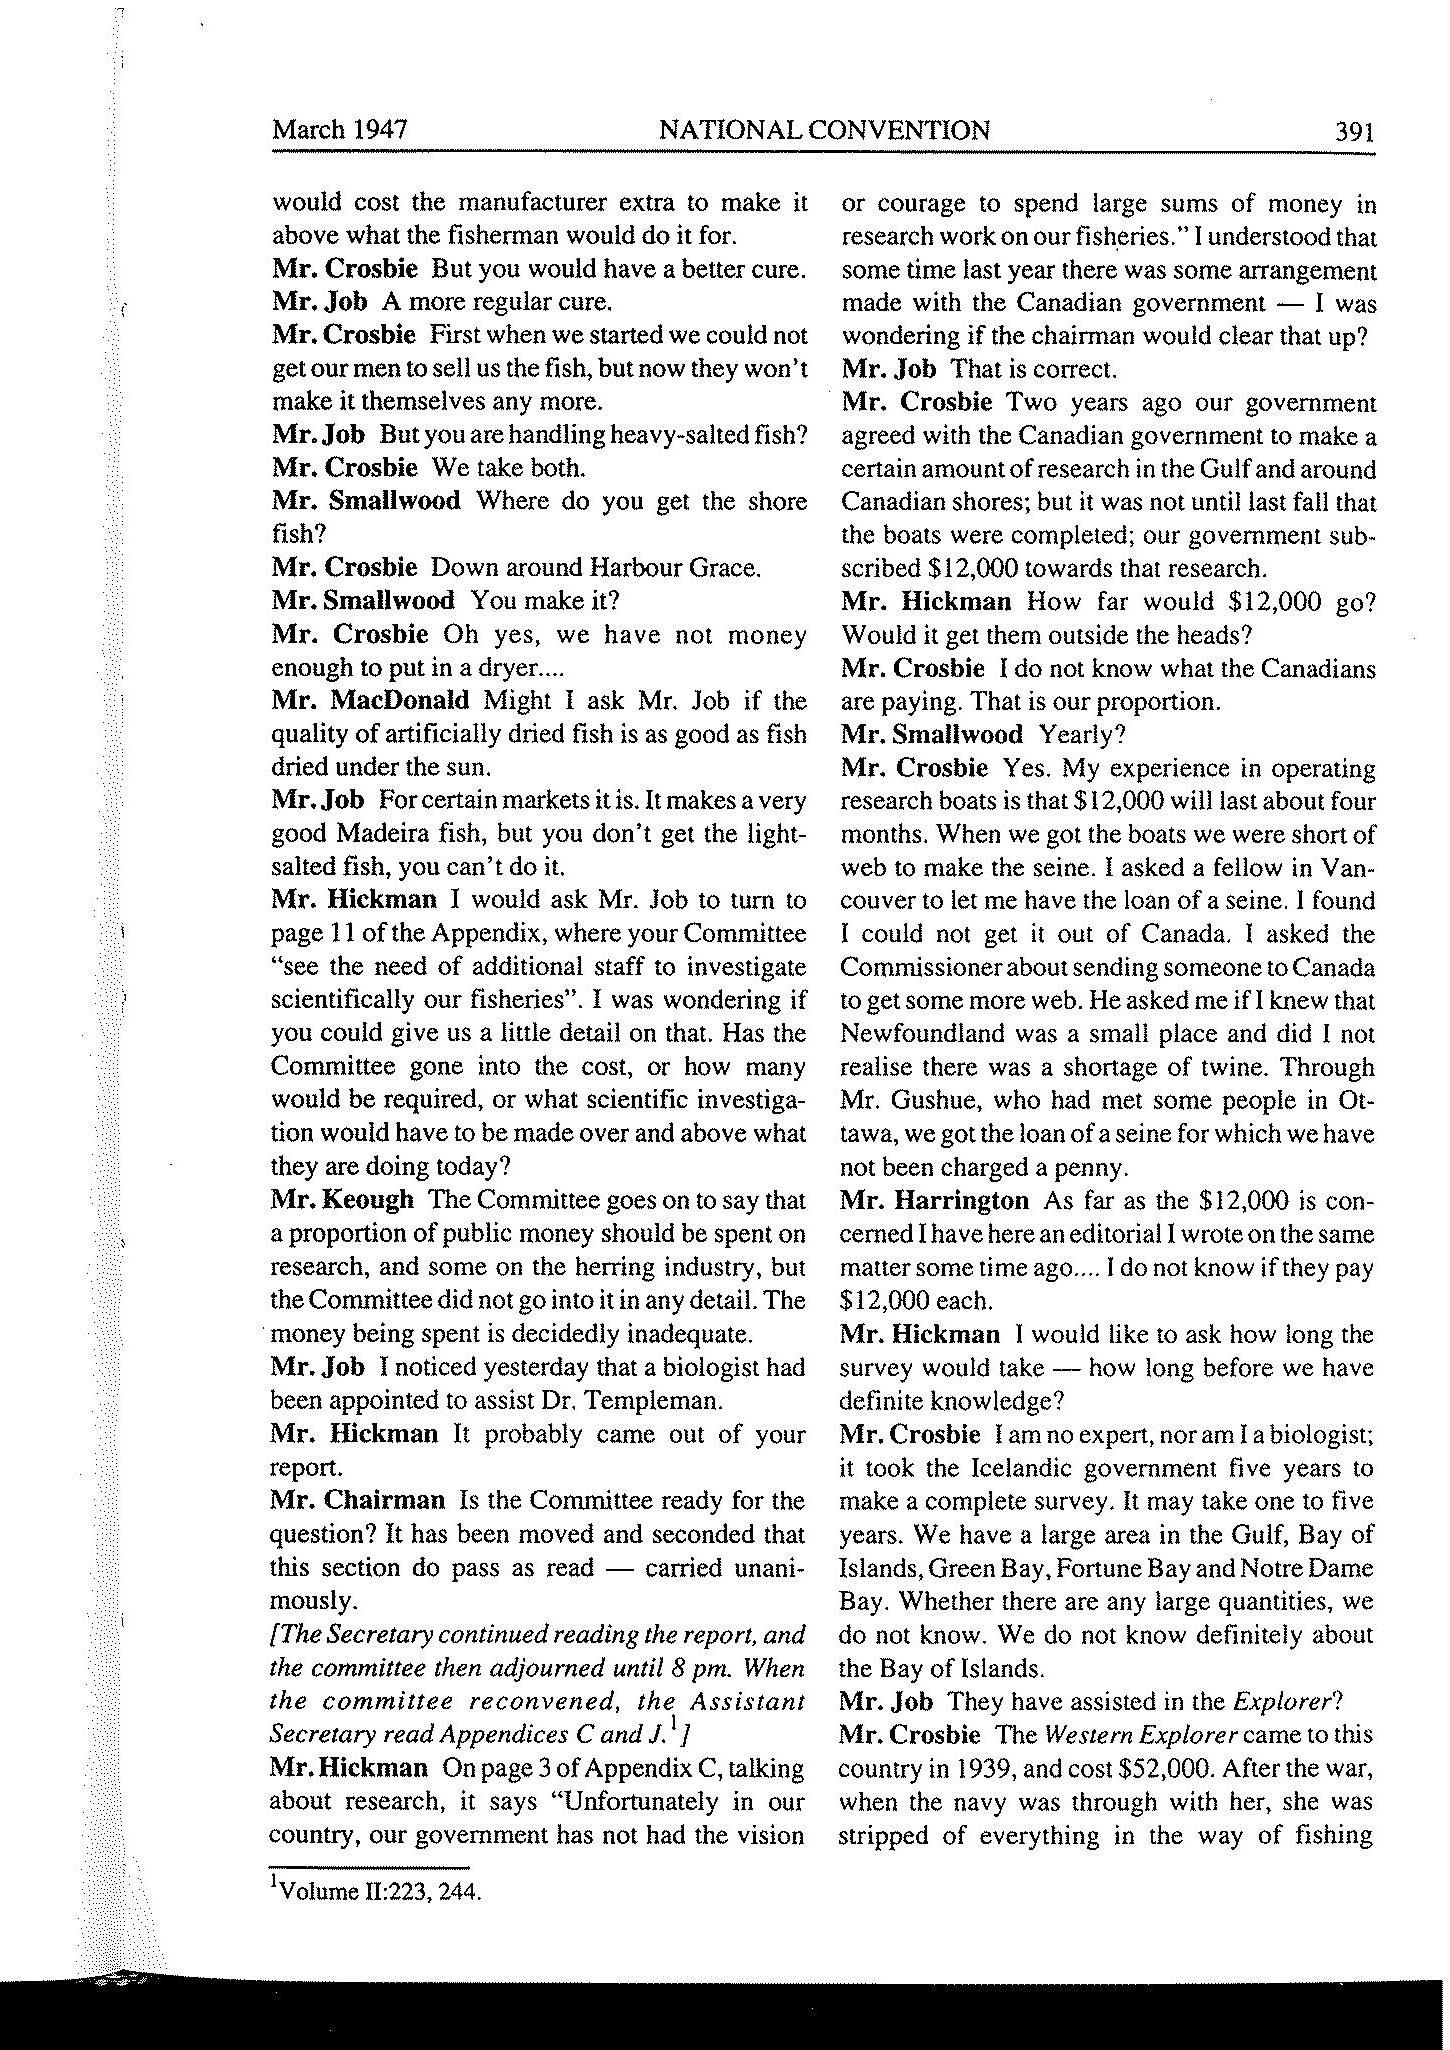 March 1947 NATIONAL CONVENTION 391
would cost the manufacturer extra to make it
above what the fisherman would do it for.
Mr. Crosbie But you would have a better cure.
Mr. Job A more regular cure.
Mr. Crosbie First when we started we could not
get our men to sell us the fish, but now they won't
make it themselves any more.
Mr. Job But you are handling heavy-salted fish?
Mr. Crosbie We take both.
Mr. Smallwood Where do you get the shore
fish?
Mr. Crosbie Down around Harbour Grace.
Mr. Smallwood You make it?
Mr. Crosbie Oh yes, we have not money
enough to put in a dryer....
Mr. MacDonald Might I ask Mr. Job if the
quality of artificially dried fish is as good as fish
dried under the sun.
Mr. Job For certain markets it is. It makes a very
good Madeira fish, but you don't get the light-
salted fish, you can't do it.
Mr. Hickman I would ask Mr. Job to turn to
page 11 of the Appendix, where your Committee
"see the need of additional staff to investigate
scientifically our fisheries". I was wondering if
you could give us a little detail on that. Has the
Committee gone into the cost, or how many
would be required, or what scientific investiga-
tion would have to be made over and above what
they are doing today?
Mr. Keough The Committee goes on to say that
a proportion of public money should be spent on
research, and some on the herring industry, but
the Committee did not go into it in any detail. The
money being spent is decidedly inadequate.
Mr. Job I noticed yesterday that a biologist had
been appointed to assist Dr. Templeman.
Mr. Hickman It probably came out of your
report.
Mr. Chairman Is the Committee ready for the
question? It has been moved and seconded that
this section do pass as read — carried unani-
mously.
[The Secretary continued reading the report, and
the committee then adjourned until 8 pm. When
the committee reconvened, the Assistant
Secretary read Appendices C and J.1]
Mr. Hickman On page 3 of Appendix C, talking
about research, it says "Unfortunately in our
country, our government has not had the vision
1Volume II:223, 244.
or courage to spend large sums of money in
research work on our fisheries." I understood that
some time last year there was some arrangement
made with the Canadian government — I was
wondering if the chairman would clear that up?
Mr. Job That is correct.
Mr. Crosbie Two years ago our government
agreed with the Canadian government to make a
certain amount of research in the Gulf and around
Canadian shores; but it was not until last fall that
the boats were completed; our government sub-
scribed $12,000 towards that research.
Mr. Hickman How far would $12,000 go?
Would it get them outside the heads?
Mr. Crosbie I do not know what the Canadians
are paying. That is our proportion.
Mr. Smallwood Yearly?
Mr. Crosbie Yes. My experience in operating
research boats is that $12,000 will last about four
months. When we got the boats we were short of
web to make the seine. I asked a fellow in Van-
couver to let me have the loan of a seine. I found
I could not get it out of Canada. I asked the
Commissioner about sending someone to Canada
to get some more web. He asked me if I knew that
Newfoundland was a small place and did I not
realise there was a shortage of twine. Through
Mr. Gushue, who had met some people in Ot-
tawa, we got the loan of a seine for which we have
not been charged a penny.
Mr. Harrington As far as the $12,000 is con-
cerned I have here an editorial I wrote on the same
matter some time ago.... I do not know if they pay
$12,000 each.
Mr. Hickman I would like to ask how long the
survey would take — how long before we have
definite knowledge?
Mr. Crosbie I am no expert, nor am I a biologist;
it took the Icelandic government five years to
make a complete survey. It may take one to five
years. We have a large area in the Gulf, Bay of
Islands, Green Bay, Fortune Bay and Notre Dame
Bay. Whether there are any large quantities, we
do not know. We do not know definitely about
the Bay of Islands.
Mr. Job They have assisted in the Explorer?
Mr. Crosbie The Western Explorer came to this
country in 1939, and cost $52,000. After the war,
when the navy was through with her, she was
stripped of everything in the way of fishing